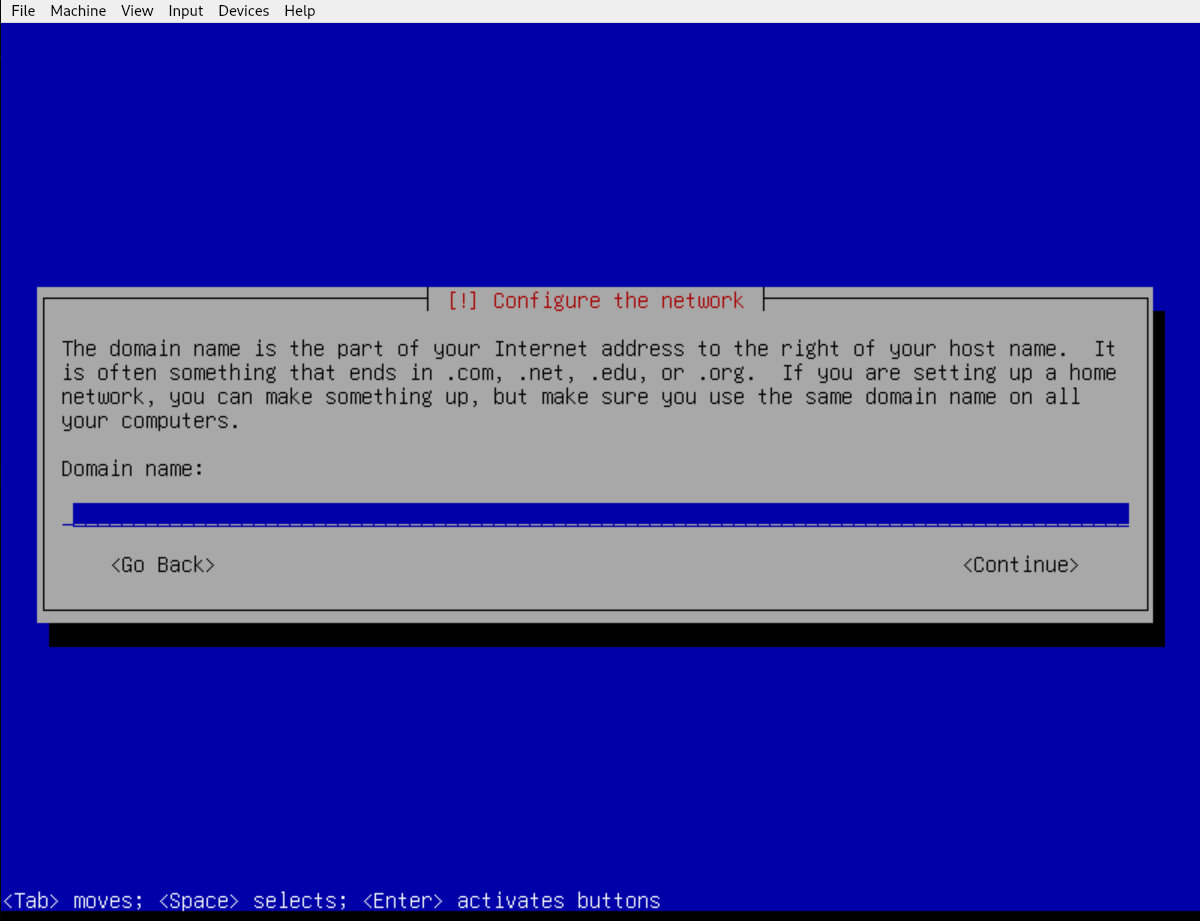 File Machine View Input Devices Help
[!] Configure the network
The domain name is the part of your Internet address to the right of your host name.  It
is often something that ends in .com, .net, .edu, or .org.  If you are setting up a home
network, you can make something up, but make sure you use the same domain name on all
your computers.
Domain name:
<Go Back> <Continue>
<Tab> moves; <Space> selects; <Enter> activates buttons